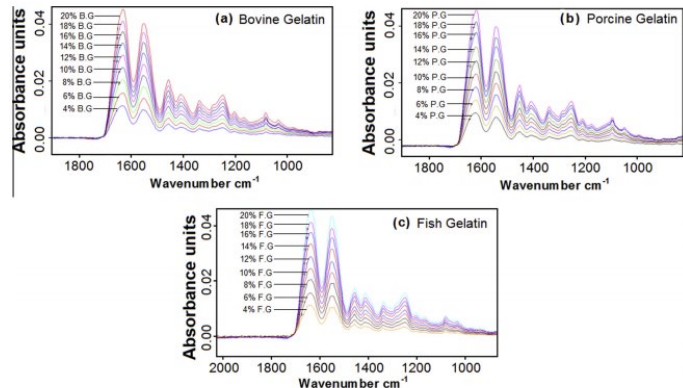 (a) Bovine Gelatin
Absorbance units
0.04
0.02
0.00
20% B.G
18% B.G
16% B.G
14% B.G
12% B.G
10% B.G
8% B.G
6% B.G
4% B.G
1800 1600 1400 1200 1000
Wavenumber cm-1
(b) Porcine Gelatin
Absorbance units
0.04
0.02
0.00
20% P.G
18% P.G
16% P.G
14% P.G
12% P.G
10% P.G
8% P.G
6% P.G
4% P.G
1800 1600 1400 1200 1000
Wavenumber cm-1
(c) Fish Gelatin
Absorbance units
0.04
0.02
0.00
20% F.G
18% F.G
16% F.G
14% F.G
12% F.G
10% F.G
8% F.G
6% F.G
4% F.G
2000 1800 1600 1400 1200 1000
Wavenumber cm-1